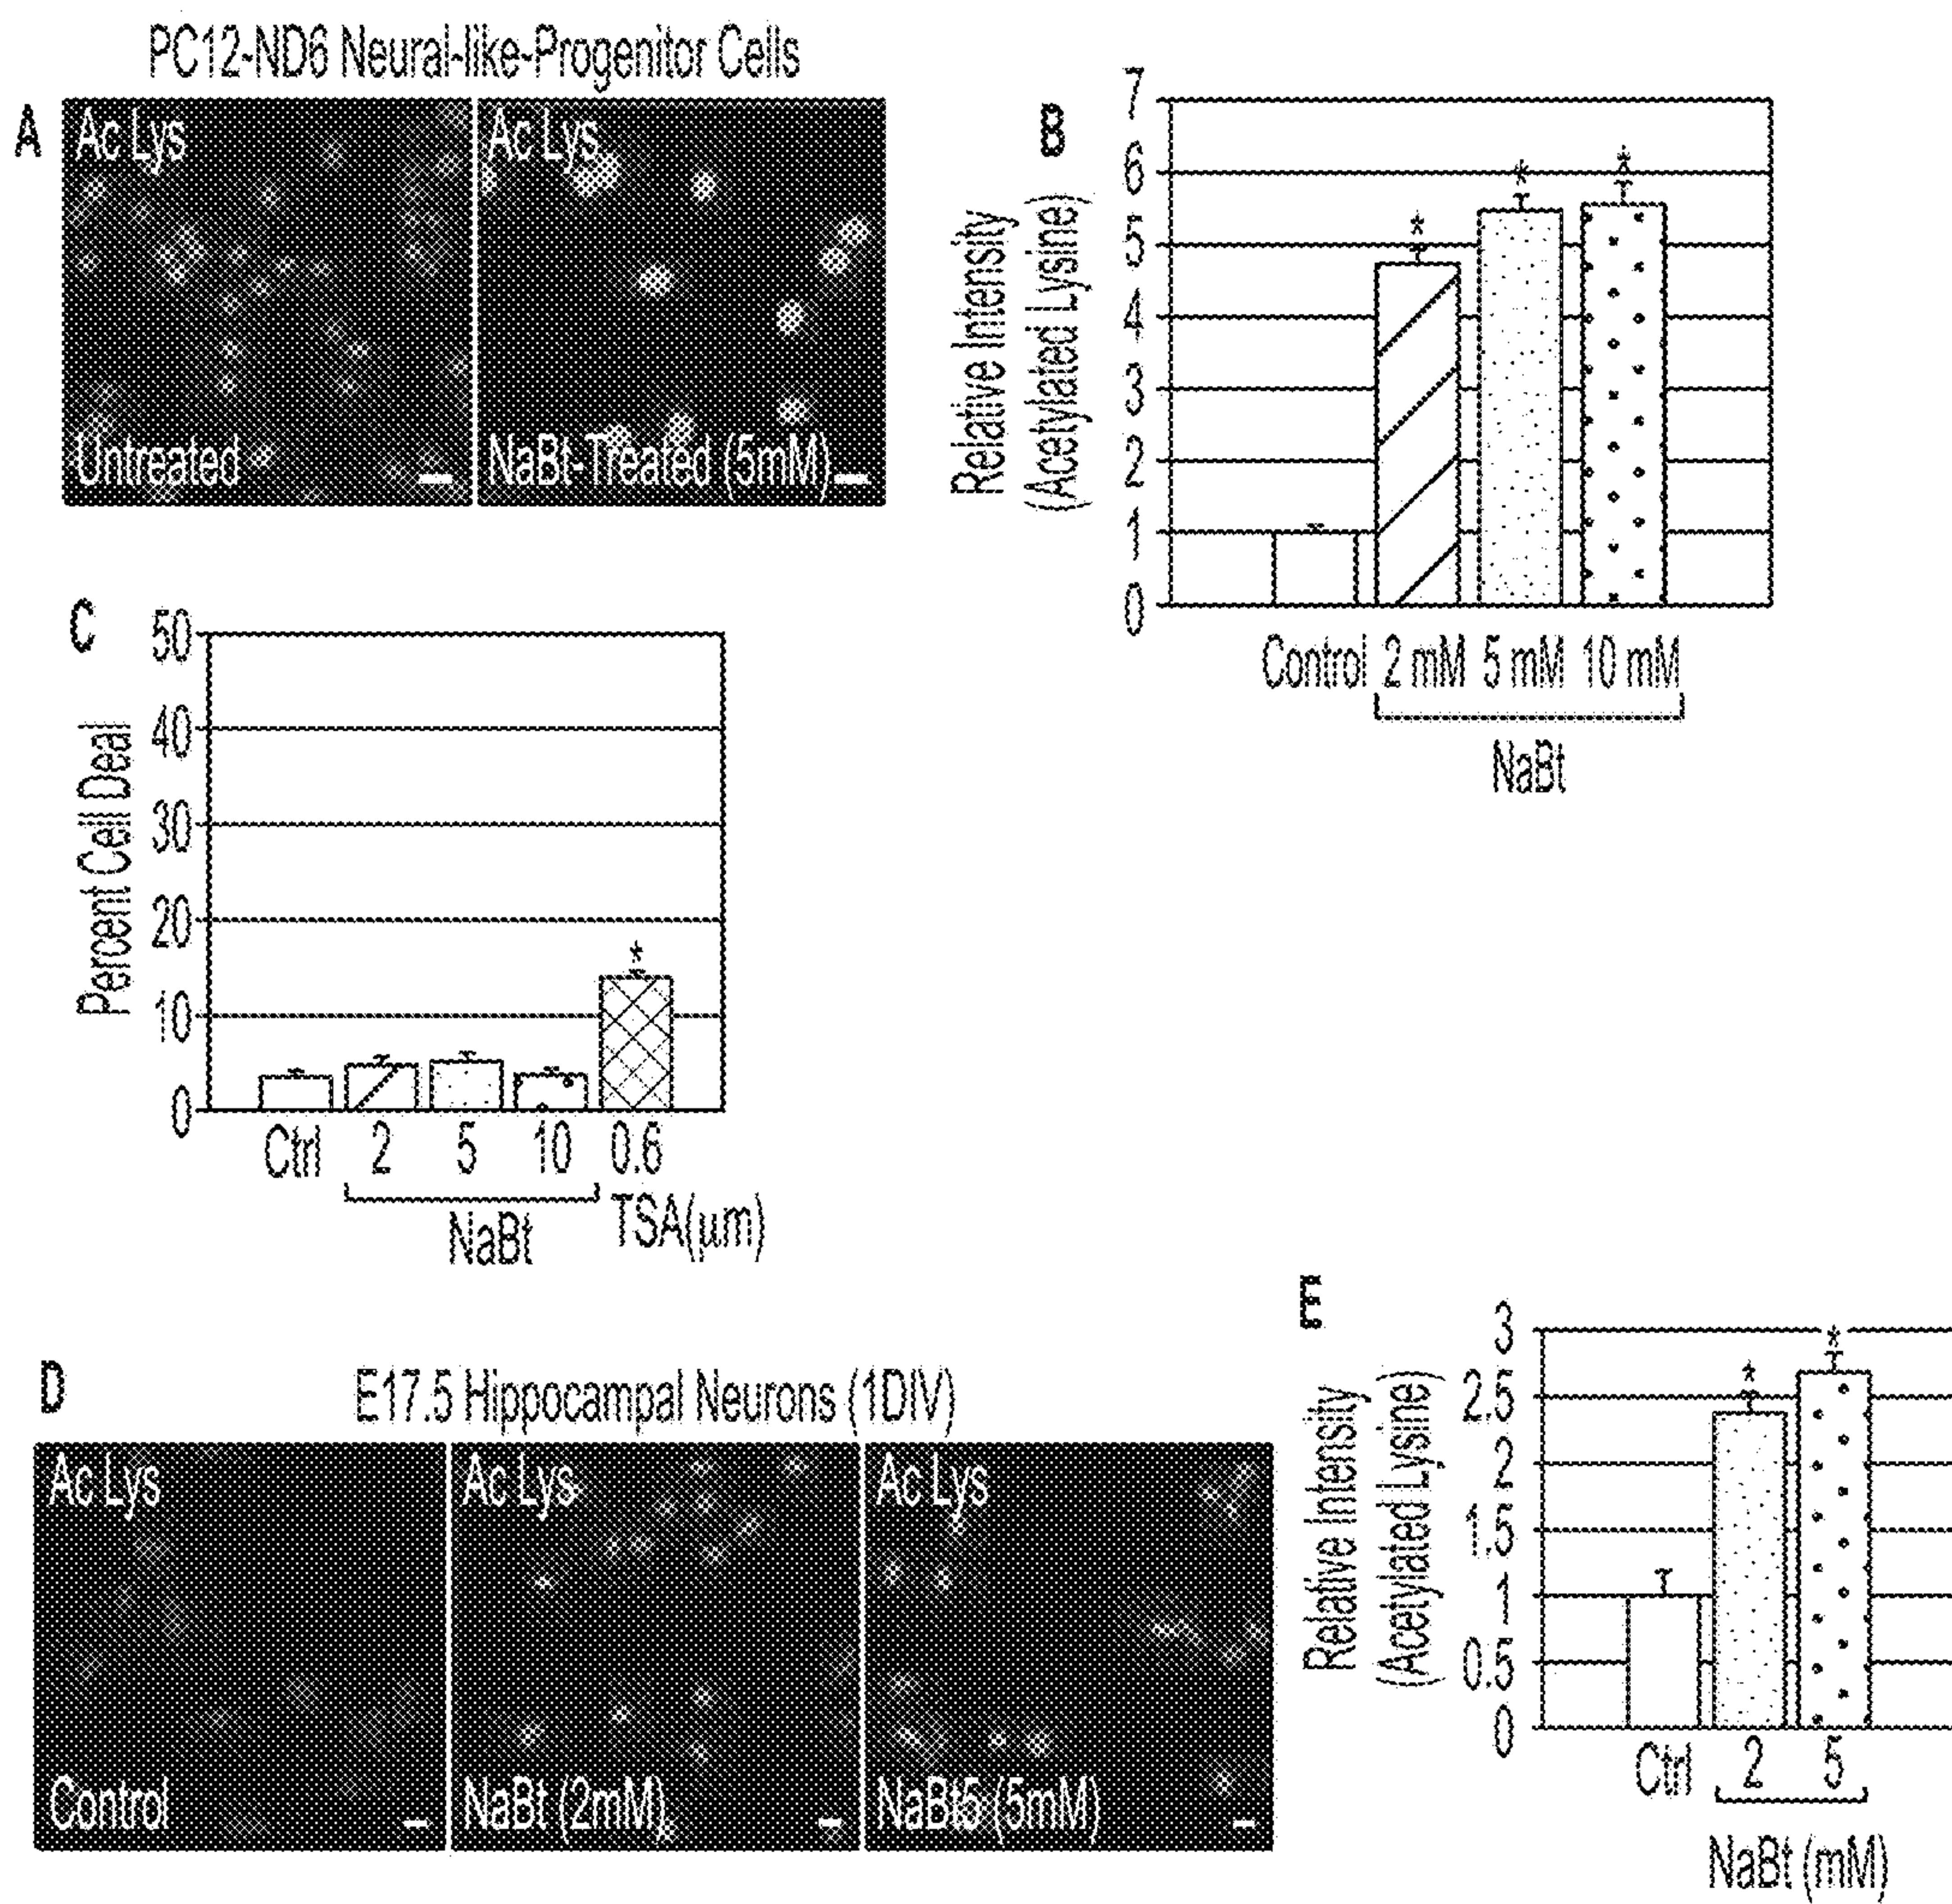 PC12-ND6 Neural-like-Progenitor Cells
A
Ac Lys
Untreated
Ac Lys
NaBt-Treated (5mM)
B
Relative Intensity
(Acetylated Lysine)
7
6
5
4
3
2
1
0
* * *
Control 2 mM 5 mM 10 mM
NaBt
C
Percent Cell Deal
50
40
30
20
10
0
*
Ctrl 2 5 10 0.6
NaBt TSA(μm)
D
E17.5 Hippocampal Neurons (1DIV)
Ac Lys
Control
Ac Lys
NaBt (2mM)
Ac Lys
NaBt5 (5mM)
E
Relative Intensity
(Acetylated Lysine)
3
2.5
2
1.5
1
0.5
0
* *
Ctrl 2 5
NaBt (mM)